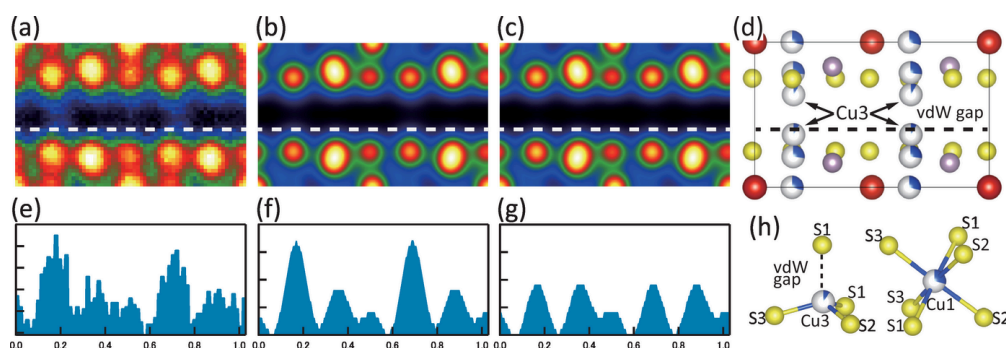 (a)
(b)
(c)
(d)
Cu3
vdW gap
(e)
(f)
(g)
(h)
0.0 0.2 0.4 0.6 0.8 1.0
0.0 0.2 0.4 0.6 0.8 1.0
0.0 0.2 0.4 0.6 0.8 1.0
S1
vdW
gap
S1
S3
Cu3
S2
S1
S3
S2
S3
Cu1
S1
S2